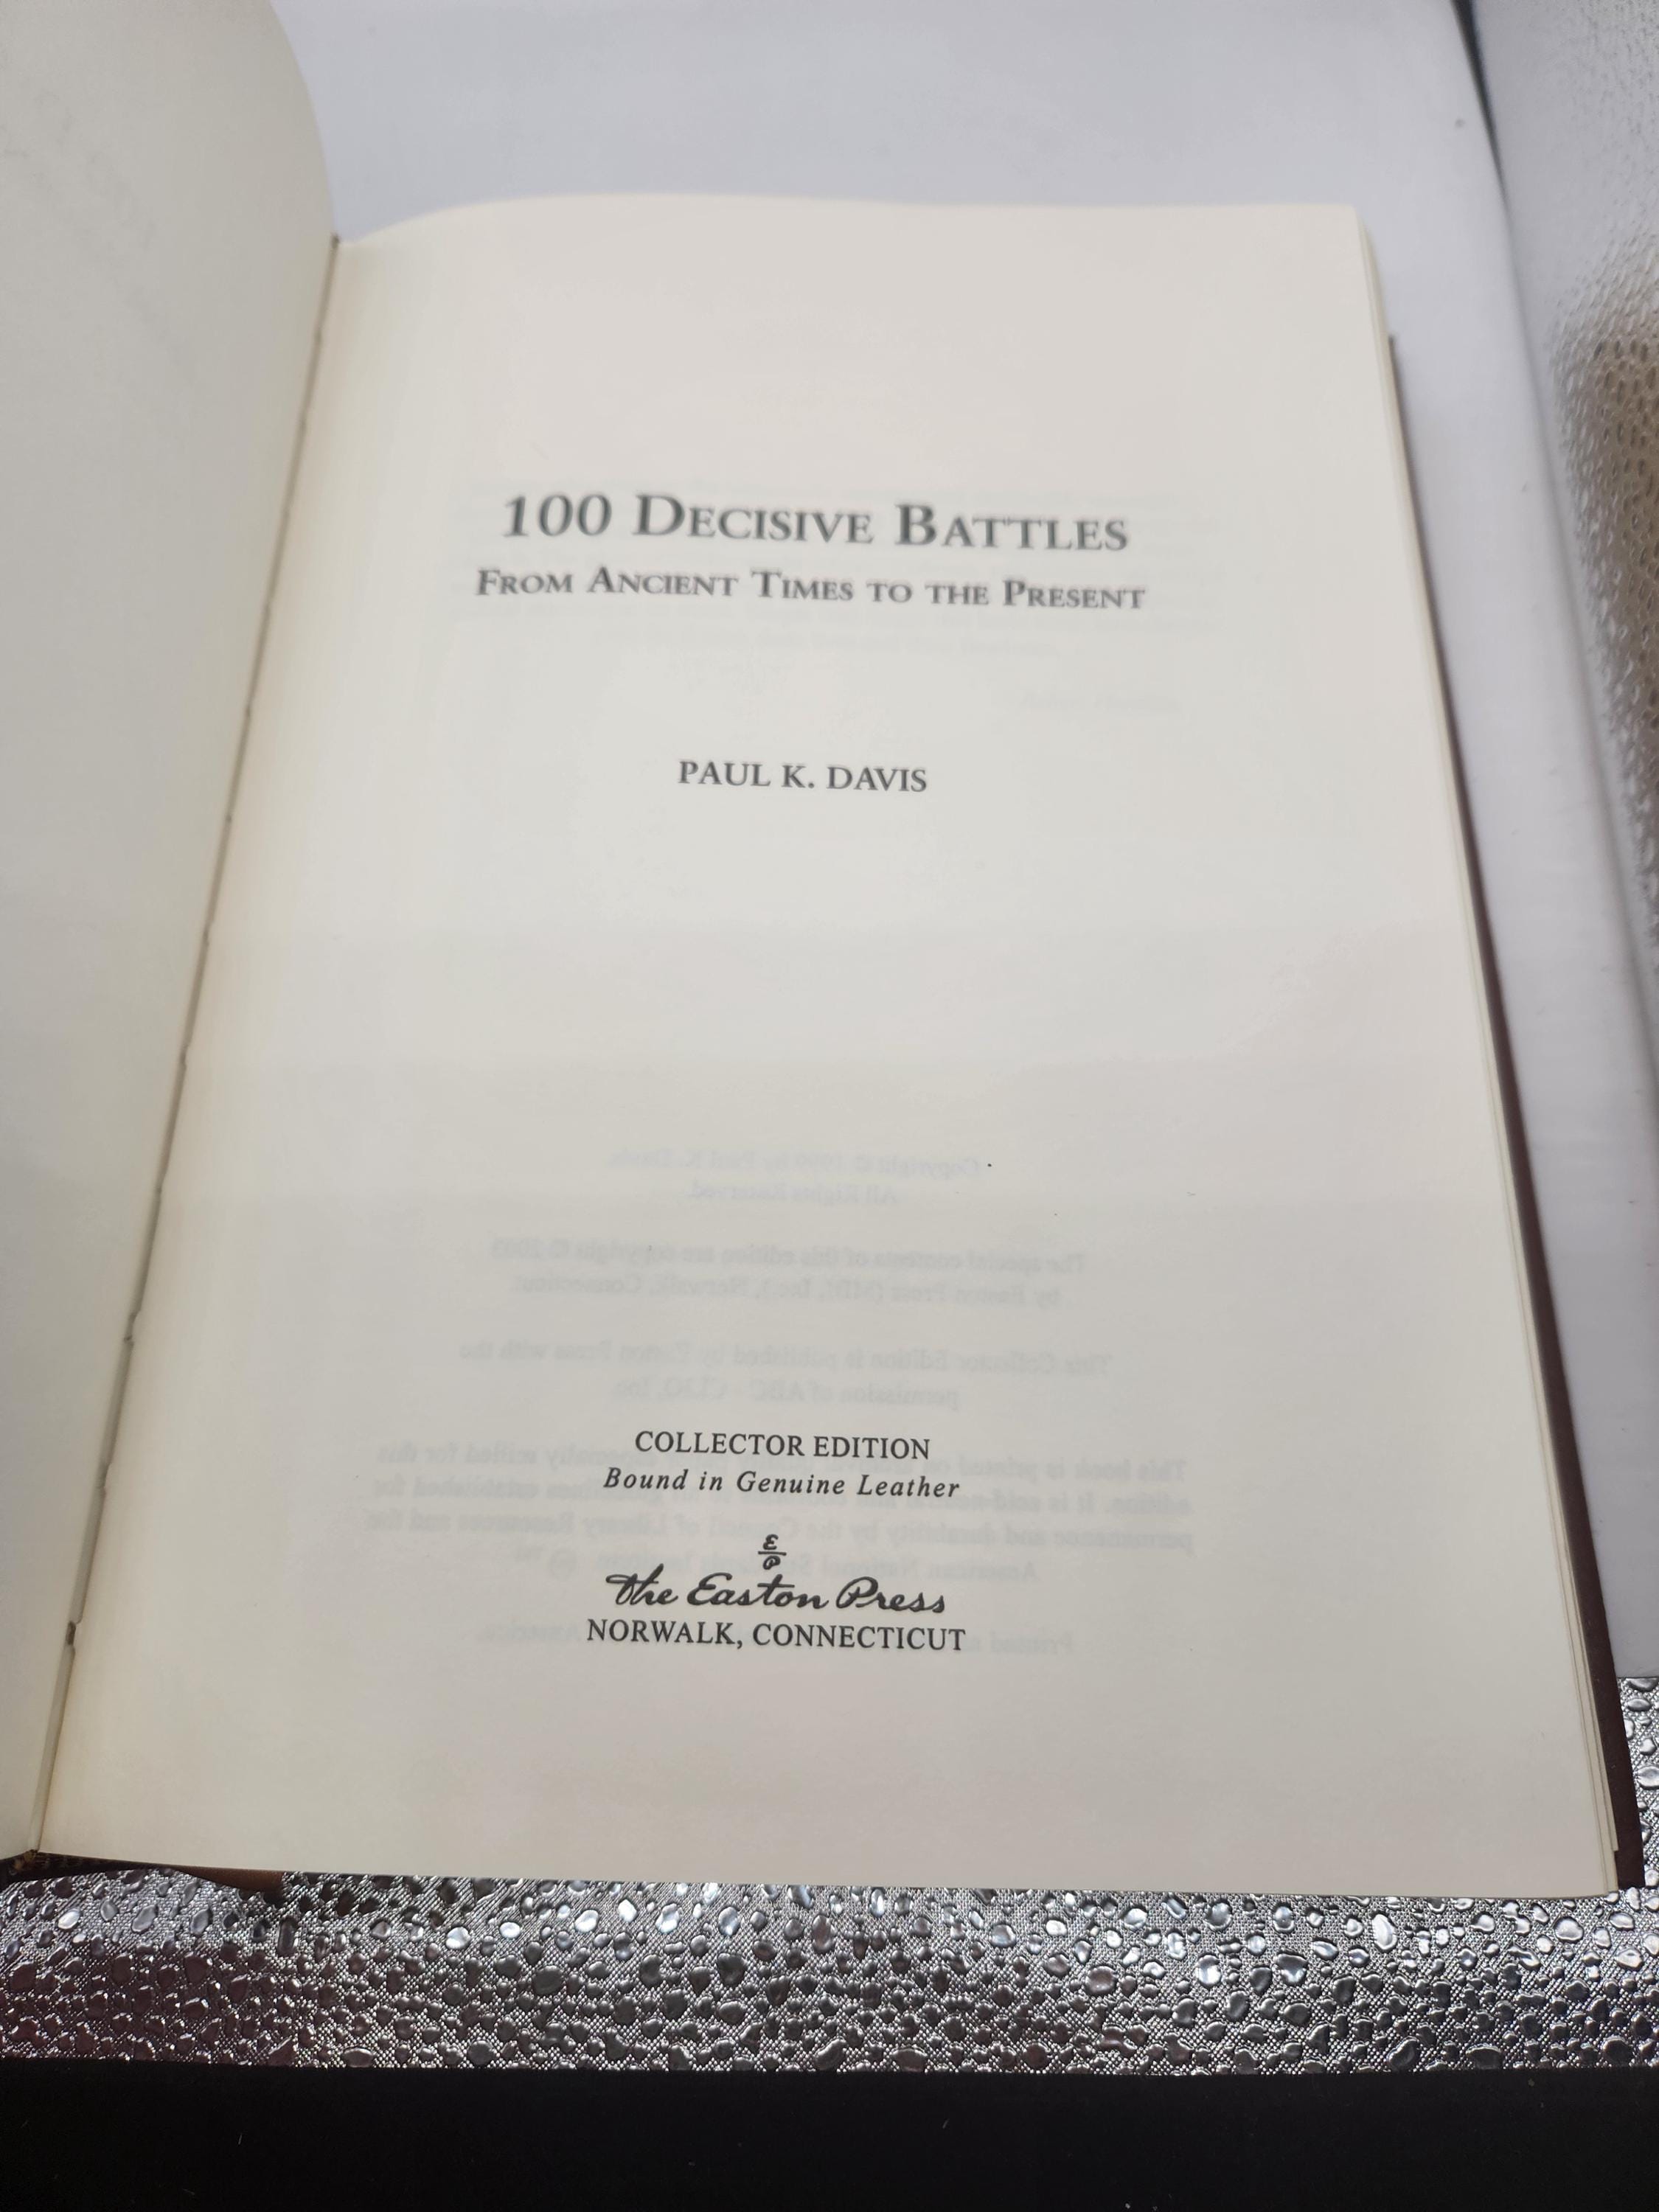 100 DECISIVE BATTLES
FROM ANCIENT TIMES TO THE PRESENT
PAUL K. DAVIS
COLLECTOR EDITION
Bound in Genuine Leather
The Easton Press
NORWALK, CONNECTICUT